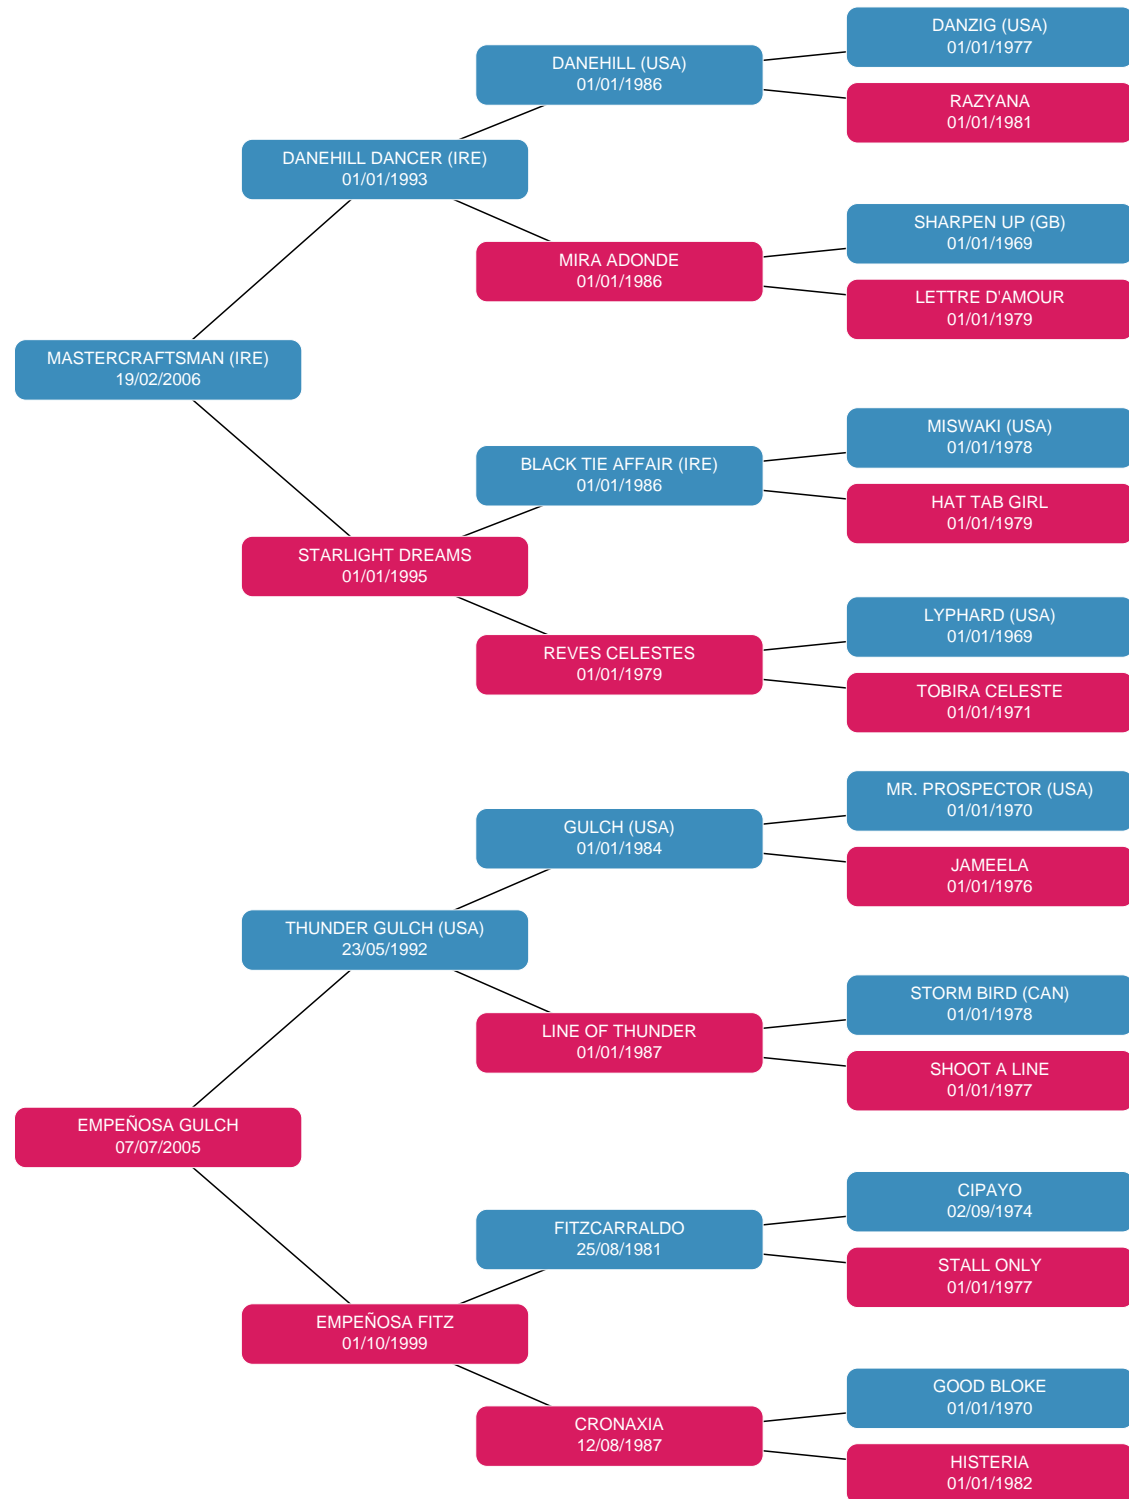 DANZIG (USA)
01/01/1977
DANEHILL (USA)
01/01/1986
RAZYANA
01/01/1981
DANEHILL DANCER (IRE)
01/01/1993
SHARPEN UP (GB)
01/01/1969
MIRA ADONDE
01/01/1986
LETTRE D'AMOUR
01/01/1979
MASTERCRAFTSMAN (IRE)
19/02/2006
MISWAKI (USA)
01/01/1978
BLACK TIE AFFAIR (IRE)
01/01/1986
HAT TAB GIRL
01/01/1979
STARLIGHT DREAMS
01/01/1995
LYPHARD (USA)
01/01/1969
REVES CELESTES
01/01/1979
TOBIRA CELESTE
01/01/1971
MR. PROSPECTOR (USA)
01/01/1970
GULCH (USA)
01/01/1984
JAMEELA
01/01/1976
THUNDER GULCH (USA)
23/05/1992
STORM BIRD (CAN)
01/01/1978
LINE OF THUNDER
01/01/1987
SHOOT A LINE
01/01/1977
EMPEÑOSA GULCH
07/07/2005
CIPAYO
02/09/1974
FITZCARRALDO
25/08/1981
STALL ONLY
01/01/1977
EMPEÑOSA FITZ
01/10/1999
GOOD BLOKE
01/01/1970
CRONAXIA
12/08/1987
HISTERIA
01/01/1982